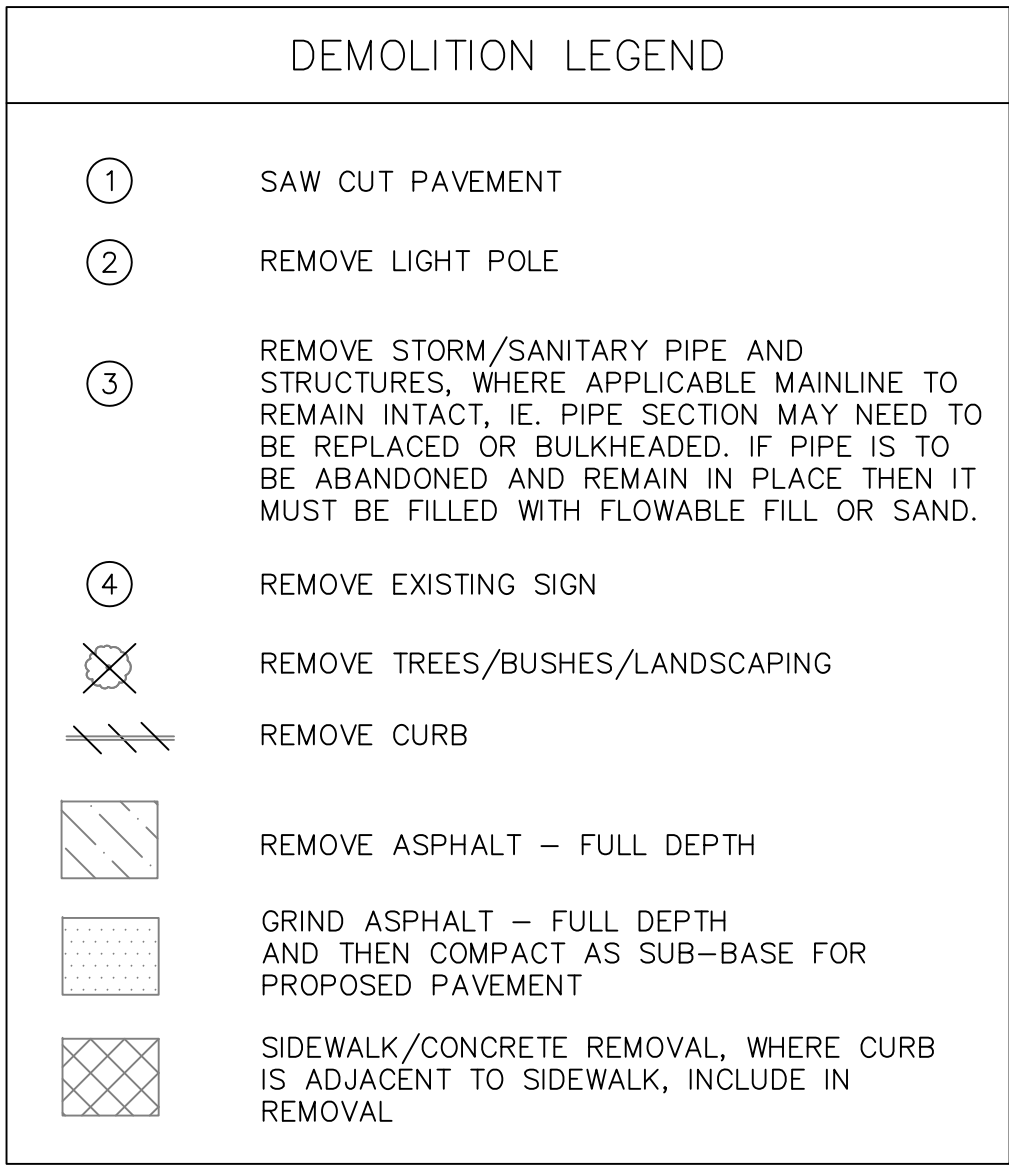 DEMOLITION LEGEND
1 SAW CUT PAVEMENT
2 REMOVE LIGHT POLE
REMOVE STORM/SANITARY PIPE AND
3 STRUCTURES, WHERE APPLICABLE MAINLINE TO
REMAIN INTACT, IE. PIPE SECTION MAY NEED TO
BE REPLACED OR BULKHEADED. IF PIPE IS TO
BE ABANDONED AND REMAIN IN PLACE THEN IT
MUST BE FILLED WITH FLOWABLE FILL OR SAND.
4 REMOVE EXISTING SIGN
REMOVE TREES/BUSHES/LANDSCAPING
REMOVE CURB
REMOVE ASPHALT – FULL DEPTH
GRIND ASPHALT – FULL DEPTH
AND THEN COMPACT AS SUB–BASE FOR
PROPOSED PAVEMENT
SIDEWALK/CONCRETE REMOVAL, WHERE CURB
IS ADJACENT TO SIDEWALK, INCLUDE IN
REMOVAL